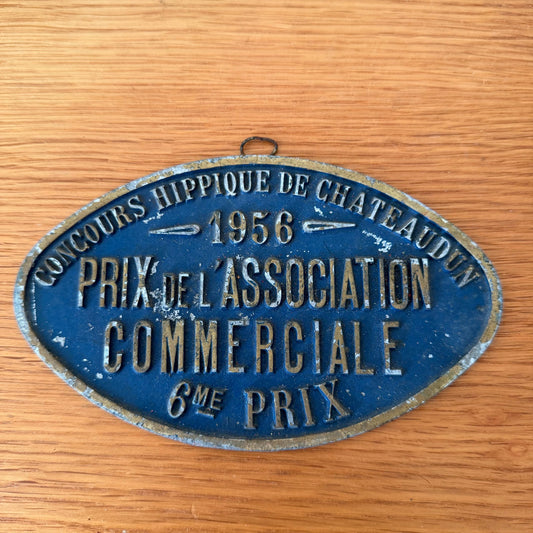 CONCOURS HIPPIQUE DE CHATEAUDUN
1956
PRIX DE L'ASSOCIATION
COMMERCIALE
6ME PRIX